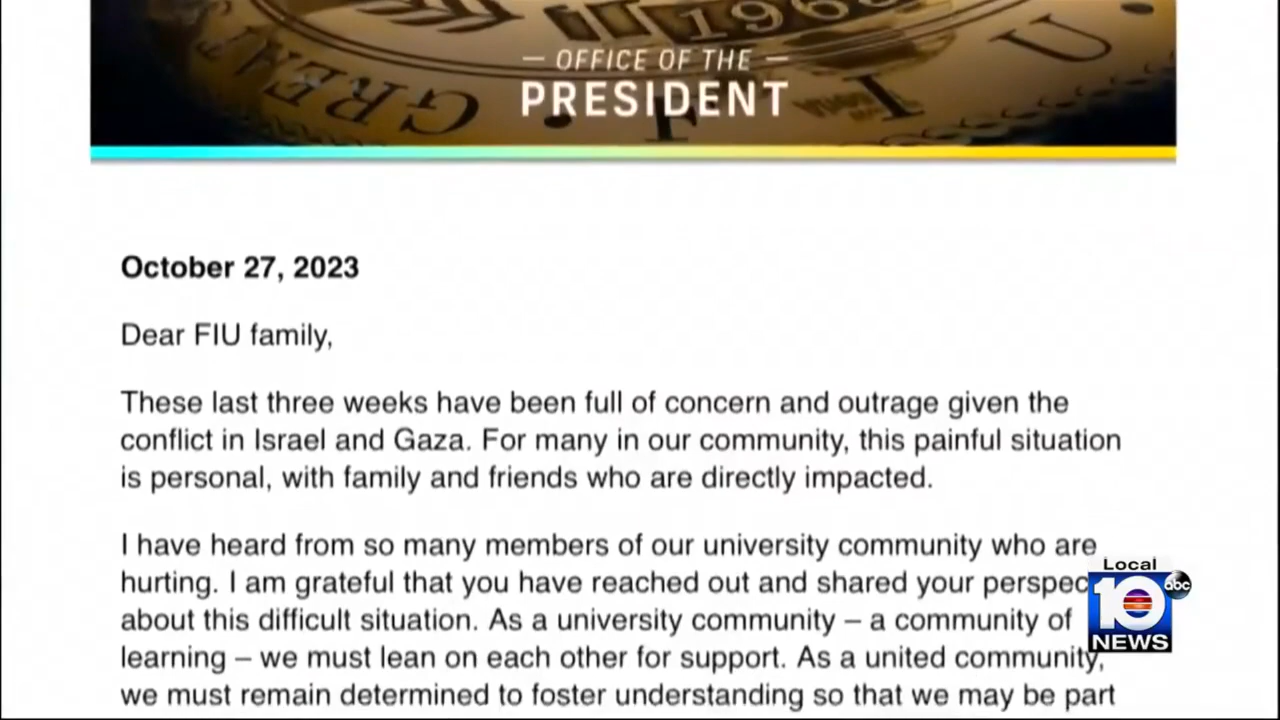 1968
GREA
F I U
— OFFICE OF THE —
PRESIDENT
October 27, 2023
Dear FIU family,
These last three weeks have been full of concern and outrage given the
conflict in Israel and Gaza. For many in our community, this painful situation
is personal, with family and friends who are directly impacted.
I have heard from so many members of our university community who are
hurting. I am grateful that you have reached out and shared your perspec
about this difficult situation. As a university community – a community of
learning – we must lean on each other for support. As a united community,
we must remain determined to foster understanding so that we may be part
Local
10
abc
NEWS